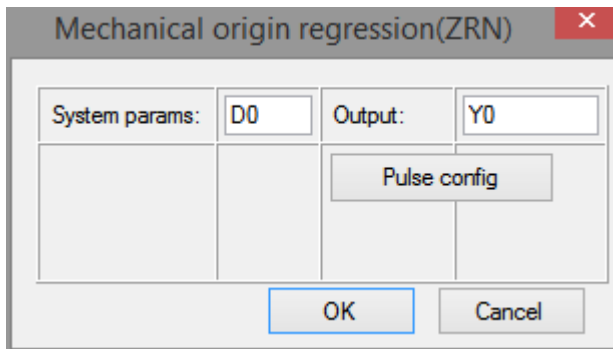 Mechanical origin regression(ZRN)
System params: D0 Output: Y0
Pulse config
OK Cancel